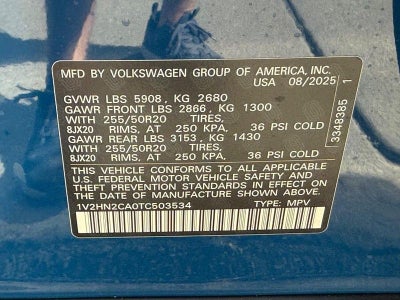 MFD BY VOLKSWAGEN GROUP OF AMERICA, INC.
USA 08/2025
GVWR LBS 5908, KG 2680
GAWR FRONT LBS 2866, KG 1300
WITH 255/50R20 TIRES,
8JX20 RIMS, AT 250 KPA, 36 PSI COLD
GAWR REAR LBS 3153, KG 1430
WITH 255/50R20 TIRES,
8JX20 RIMS, AT 250 KPA, 36 PSI COLD
THIS VEHICLE CONFORMS TO ALL APPLICABLE
U.S. FEDERAL MOTOR VEHICLE SAFETY, BUMPER, AND
THEFT PREVENTION STANDARDS IN EFFECT ON
THE DATE OF MANUFACTURE SHOWN ABOVE.
1V2HN2CA0TC503534 TYPE: MPV
3348385 1